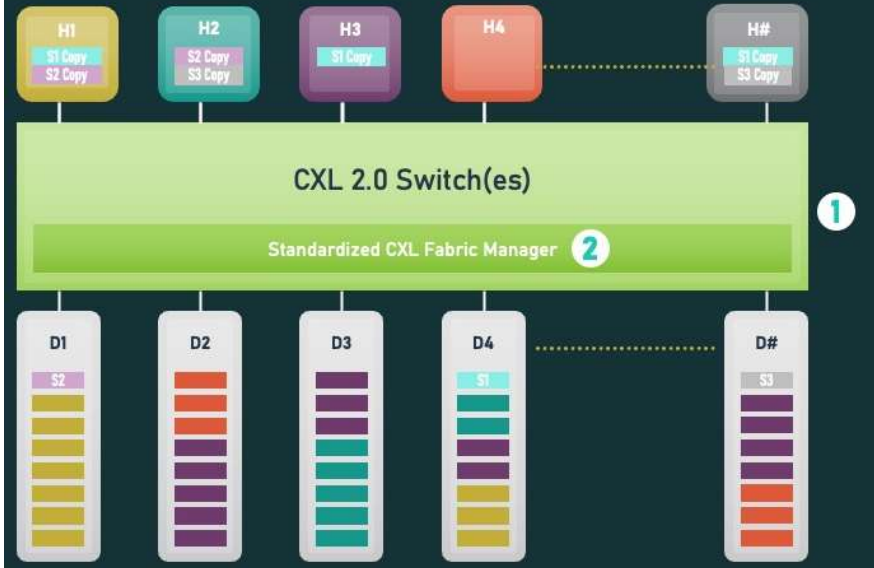 H1
S1 Copy
S2 Copy
H2
S2 Copy
S3 Copy
H3
S1 Copy
H4
H#
S1 Copy
S3 Copy
CXL 2.0 Switch(es)
1
Standardized CXL Fabric Manager 2
D1
S2
D2
D3
D4
S1
D#
S3